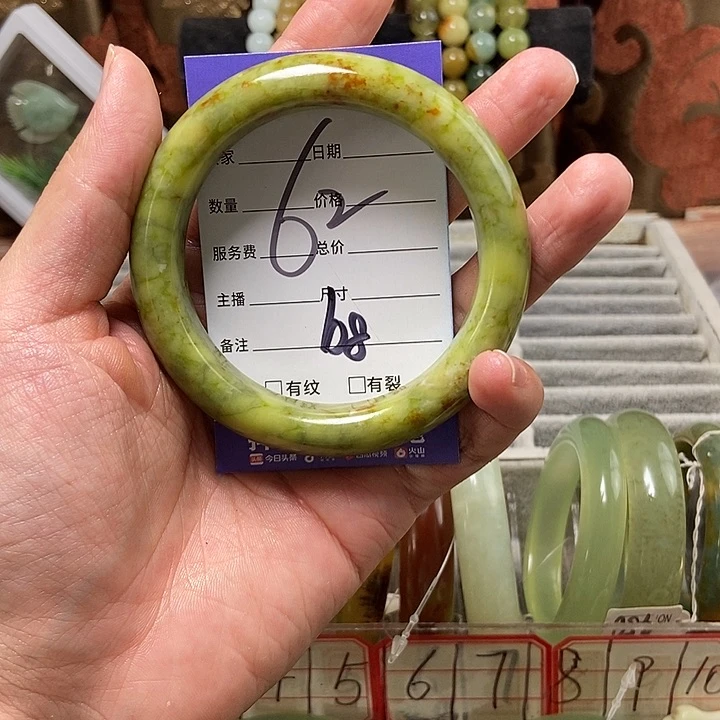 家 日期
62
数量 价格
服务费 总价
主播 尺寸
68
备注
□有纹 □有裂
今日头条 火山
5 6 7 8 9 10